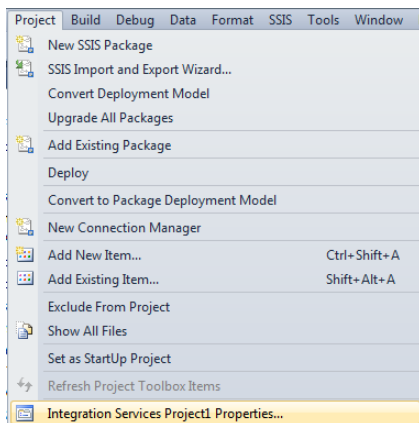 Project Build Debug Data Format SSIS Tools Window
New SSIS Package
SSIS Import and Export Wizard...
Convert Deployment Model
Upgrade All Packages
Add Existing Package
Deploy
Convert to Package Deployment Model
New Connection Manager
Add New Item... Ctrl+Shift+A
Add Existing Item... Shift+Alt+A
Exclude From Project
Show All Files
Set as StartUp Project
Refresh Project Toolbox Items
Integration Services Project1 Properties...